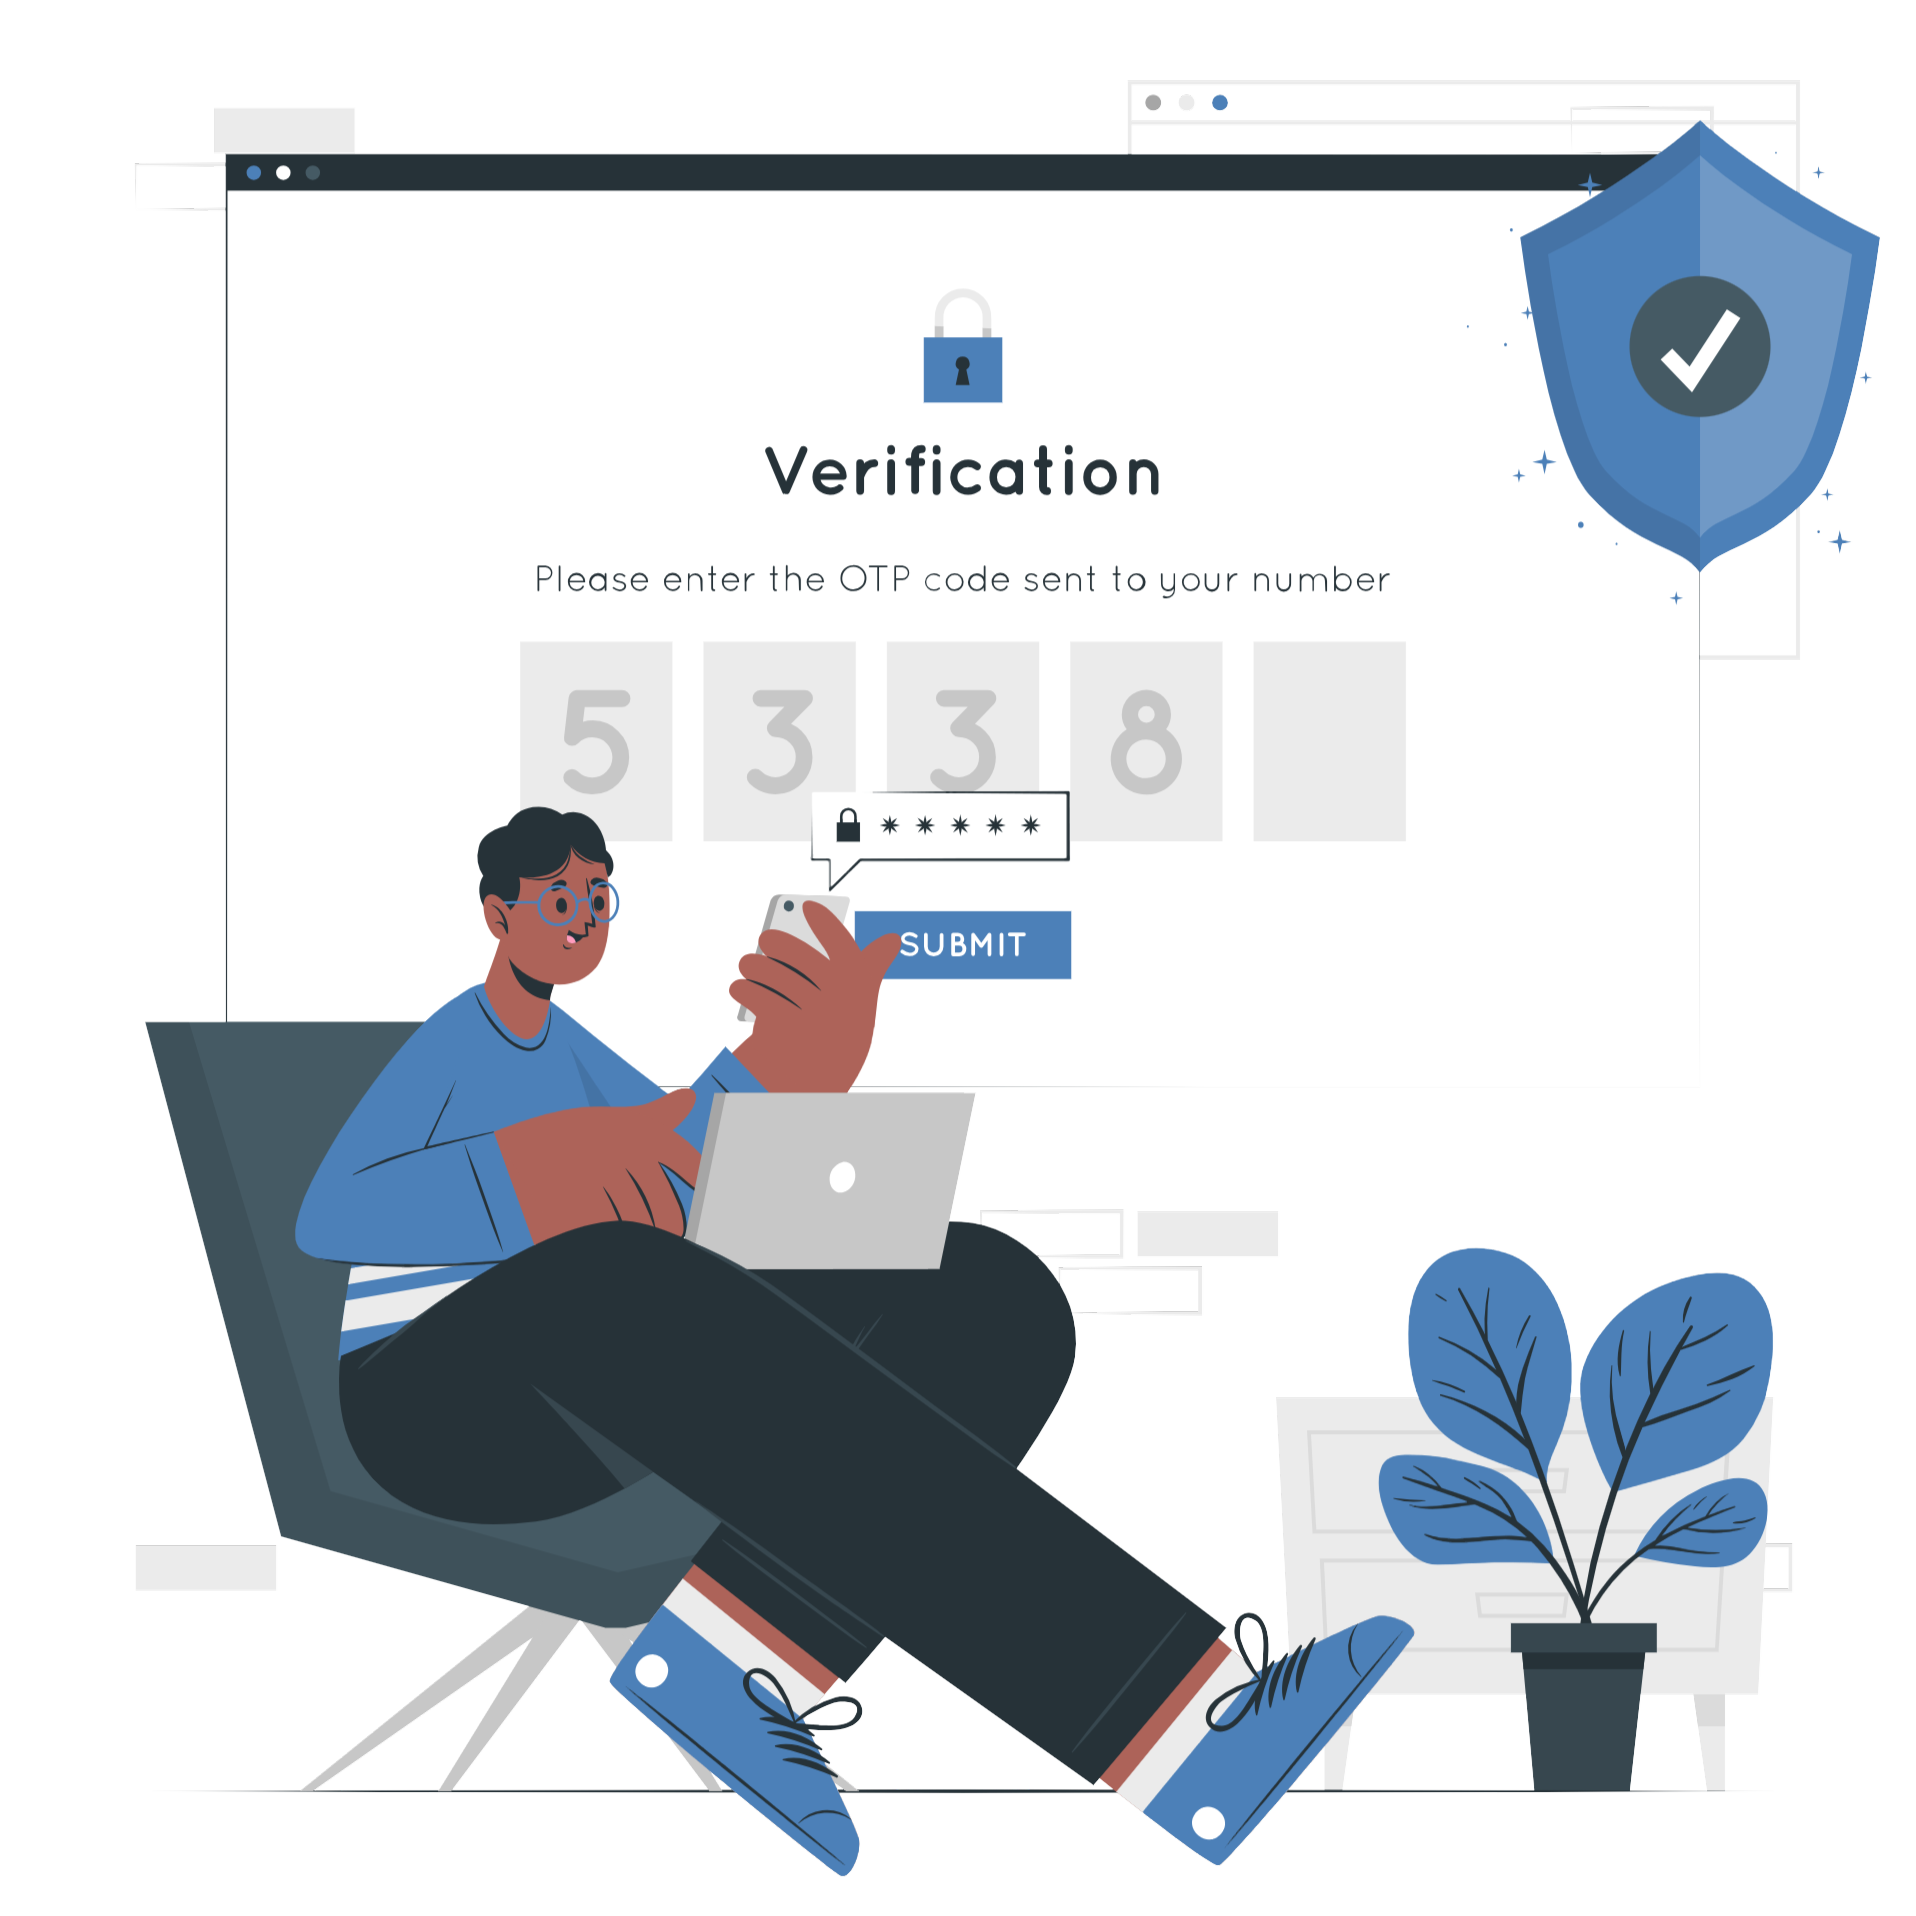 Verification
Please enter the OTP code sent to your number
5 3 3 8
* * * * *
SUBMIT